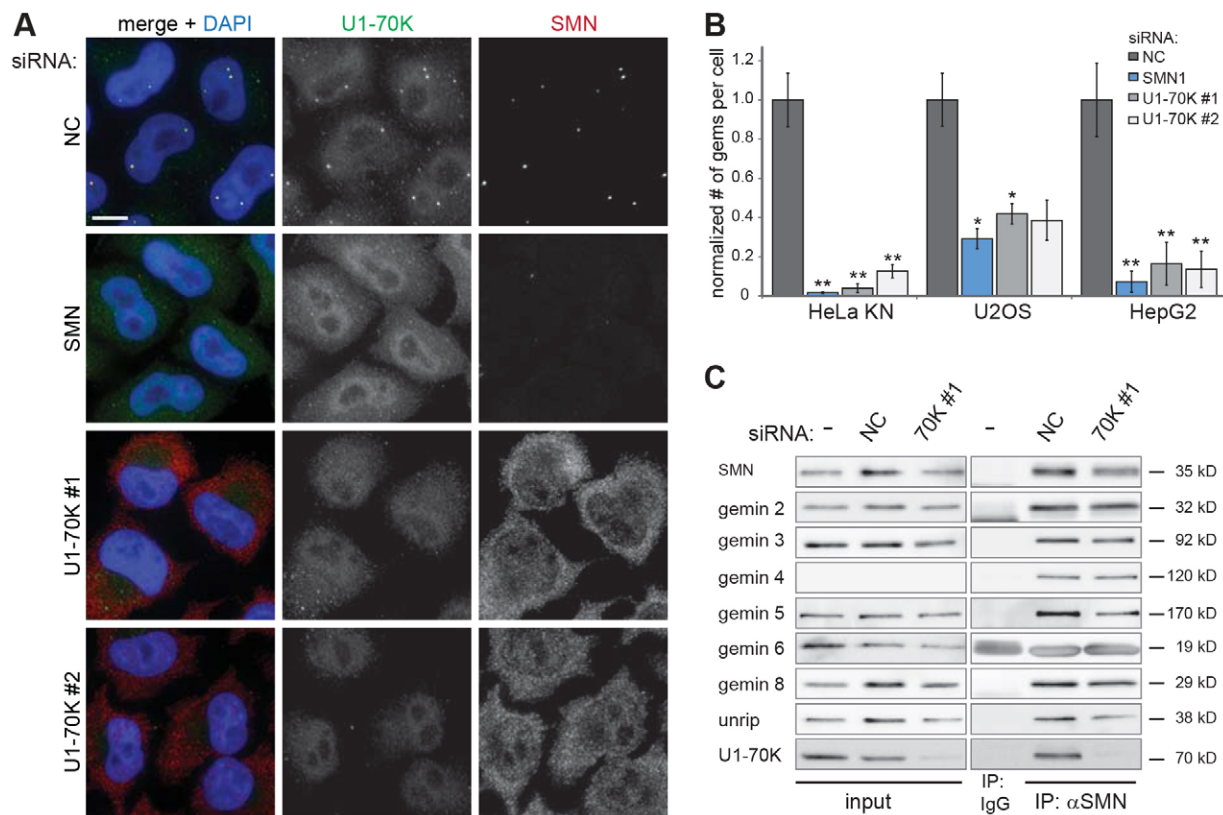 A
merge + DAPI U1-70K SMN
siRNA:
NC
SMN
U1-70K #1
U1-70K #2
B
siRNA:
NC
SMN1
U1-70K #1
U1-70K #2
normalized # of gems per cell
1.2
1.0
0.8
0.6
0.4
0.2
0
** ** **
* *
** ** **
HeLa KN U2OS HepG2
C
siRNA: - NC 70K #1 - NC 70K #1
SMN 35 kD
gemin 2 32 kD
gemin 3 92 kD
gemin 4 120 kD
gemin 5 170 kD
gemin 6 19 kD
gemin 8 29 kD
unrip 38 kD
U1-70K 70 kD
input IP: IgG IP: αSMN